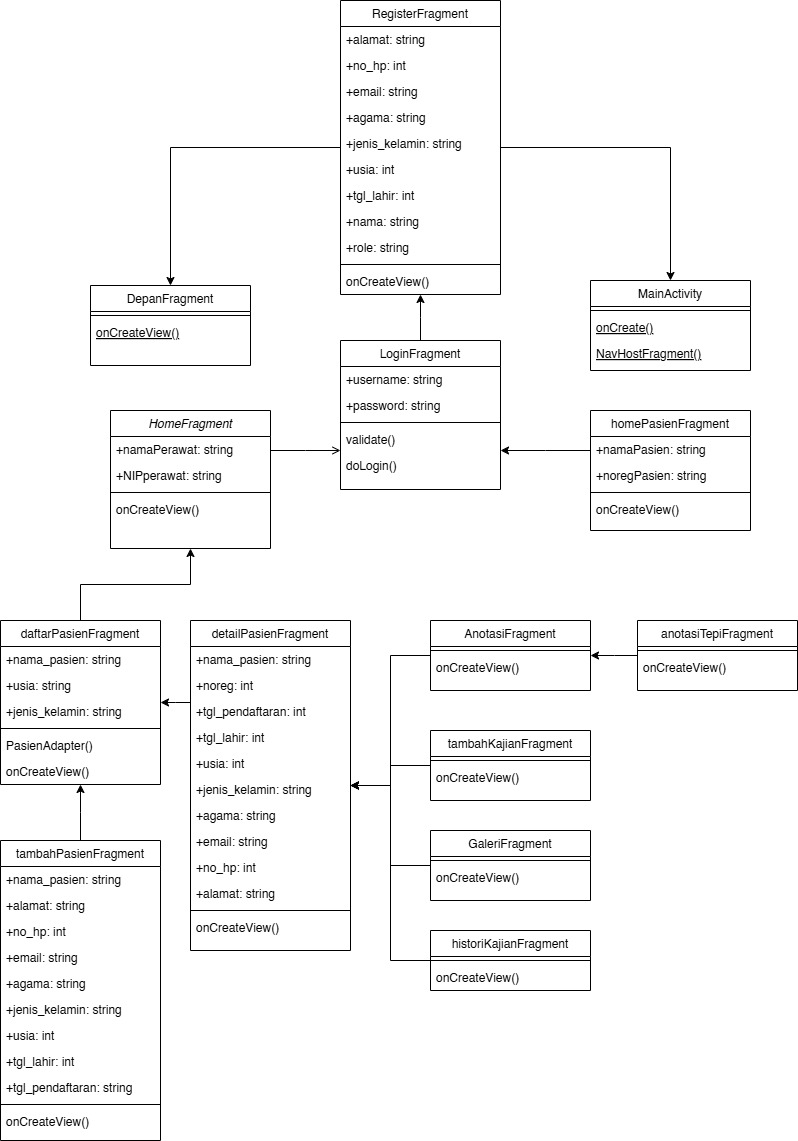 RegisterFragment
+alamat: string
+no_hp: int
+email: string
+agama: string
+jenis_kelamin: string
+usia: int
+tgl_lahir: int
+nama: string
+role: string
onCreateView()
DepanFragment
onCreateView()
MainActivity
onCreate()
NavHostFragment()
LoginFragment
+username: string
+password: string
validate()
doLogin()
HomeFragment
+namaPerawat: string
+NIPperawat: string
onCreateView()
homePasienFragment
+namaPasien: string
+noregPasien: string
onCreateView()
daftarPasienFragment
+nama_pasien: string
+usia: string
+jenis_kelamin: string
PasienAdapter()
onCreateView()
detailPasienFragment
+nama_pasien: string
+noreg: int
+tgl_pendaftaran: int
+tgl_lahir: int
+usia: int
+jenis_kelamin: string
+agama: string
+email: string
+no_hp: int
+alamat: string
onCreateView()
AnotasiFragment
onCreateView()
anotasiTepiFragment
onCreateView()
tambahKajianFragment
onCreateView()
GaleriFragment
onCreateView()
historiKajianFragment
onCreateView()
tambahPasienFragment
+nama_pasien: string
+alamat: string
+no_hp: int
+email: string
+agama: string
+jenis_kelamin: string
+usia: int
+tgl_lahir: int
+tgl_pendaftaran: string
onCreateView()